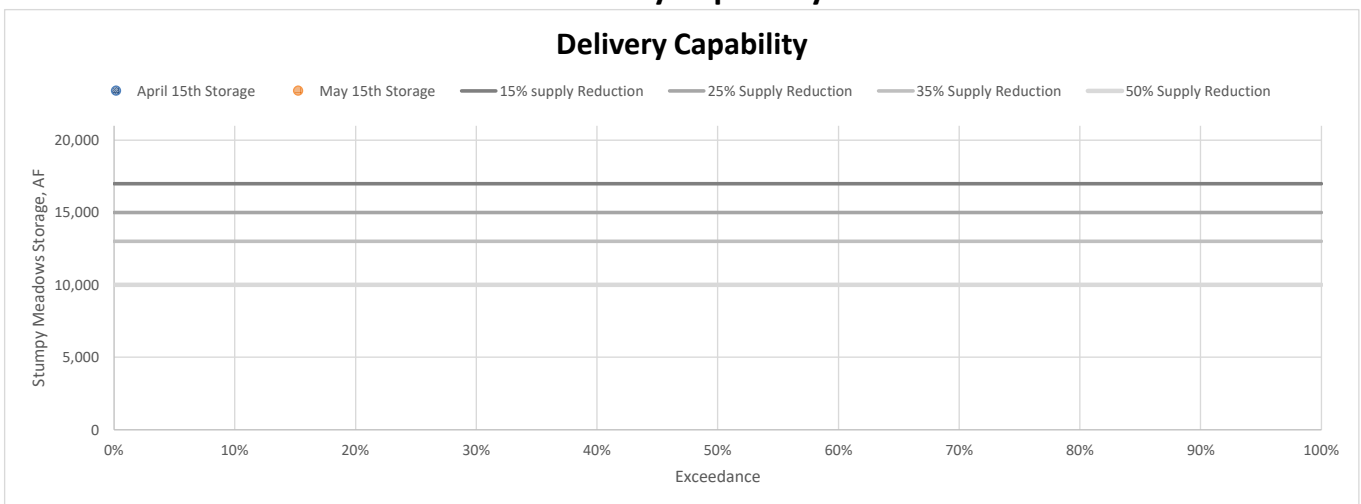 Delivery Capability
April 15th Storage May 15th Storage 15% supply Reduction 25% Supply Reduction 35% Supply Reduction 50% Supply Reduction
Stumpy Meadows Storage, AF
20,000
15,000
10,000
5,000
0
0% 10% 20% 30% 40% 50% 60% 70% 80% 90% 100%
Exceedance